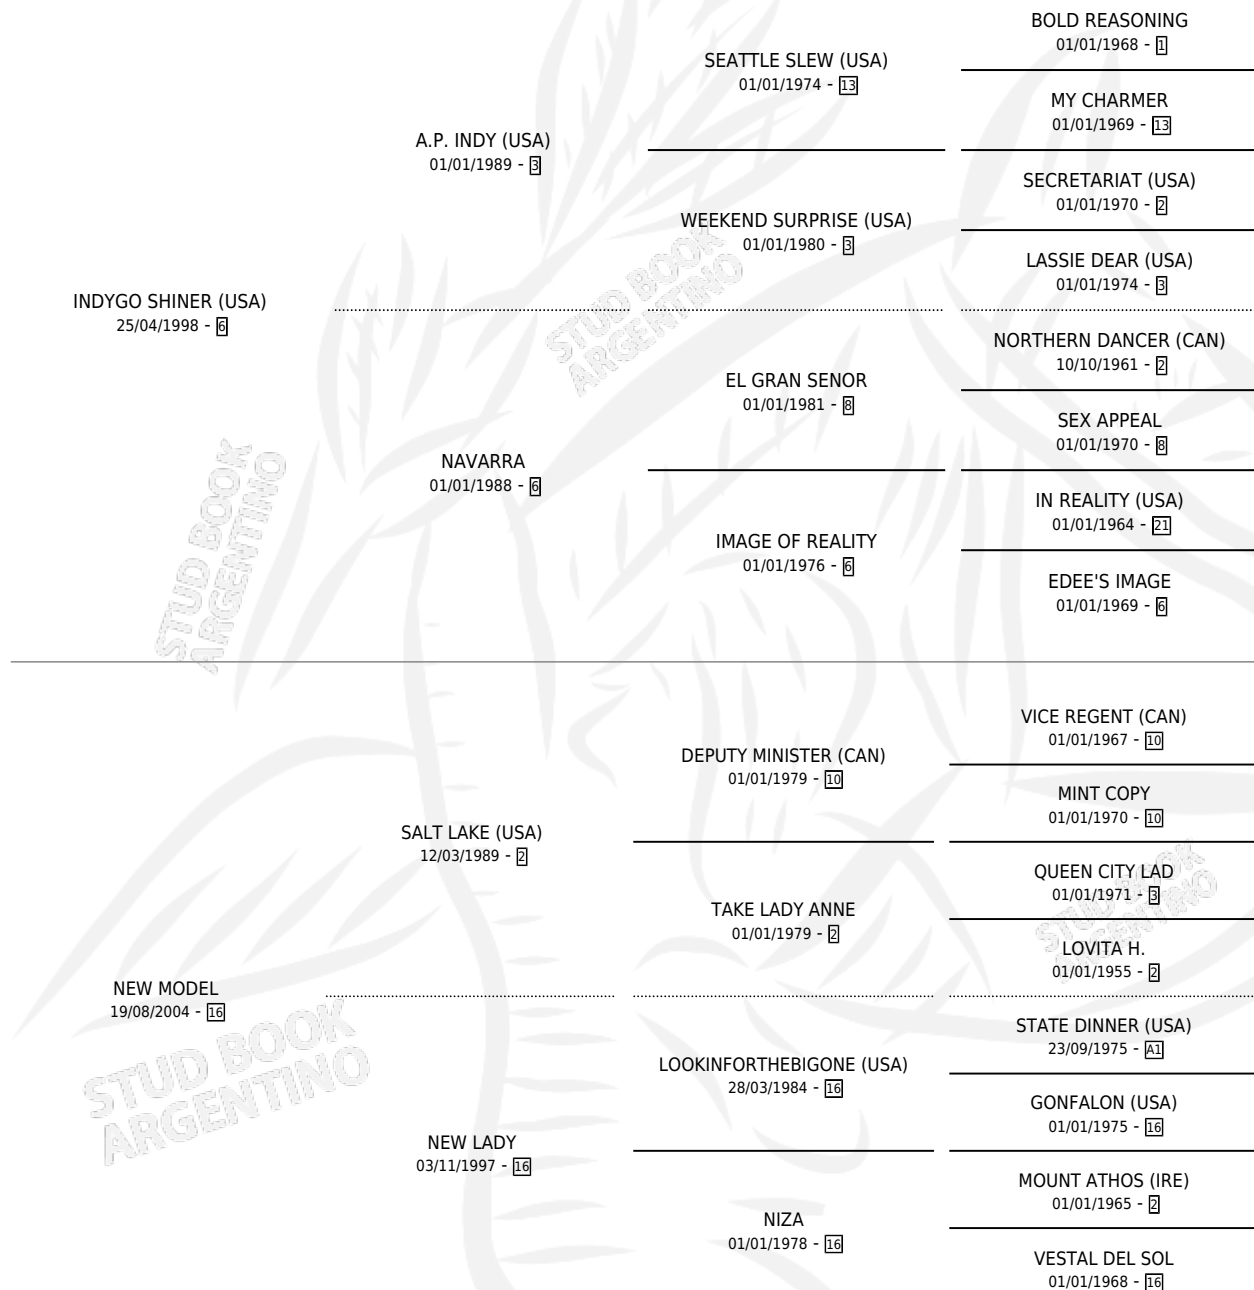 BOLD REASONING
01/01/1968 - 1
SEATTLE SLEW (USA)
01/01/1974 - 13
MY CHARMER
01/01/1969 - 13
A.P. INDY (USA)
01/01/1989 - 3
SECRETARIAT (USA)
01/01/1970 - 2
WEEKEND SURPRISE (USA)
01/01/1980 - 3
LASSIE DEAR (USA)
01/01/1974 - 3
INDYGO SHINER (USA)
25/04/1998 - 6
NORTHERN DANCER (CAN)
10/10/1961 - 2
EL GRAN SENOR
01/01/1981 - 8
SEX APPEAL
01/01/1970 - 8
NAVARRA
01/01/1988 - 6
IN REALITY (USA)
01/01/1964 - 21
IMAGE OF REALITY
01/01/1976 - 6
EDEE'S IMAGE
01/01/1969 - 6
VICE REGENT (CAN)
01/01/1967 - 10
DEPUTY MINISTER (CAN)
01/01/1979 - 10
MINT COPY
01/01/1970 - 10
SALT LAKE (USA)
12/03/1989 - 2
QUEEN CITY LAD
01/01/1971 - 3
TAKE LADY ANNE
01/01/1979 - 2
LOVITA H.
01/01/1955 - 2
NEW MODEL
19/08/2004 - 16
STATE DINNER (USA)
23/09/1975 - A1
LOOKINFORTHEBIGONE (USA)
28/03/1984 - 16
GONFALON (USA)
01/01/1975 - 16
NEW LADY
03/11/1997 - 16
MOUNT ATHOS (IRE)
01/01/1965 - 2
NIZA
01/01/1978 - 16
VESTAL DEL SOL
01/01/1968 - 16
STUD BOOK
ARGENTINO
STUD BOOK
ARGENTINO
STUD BOOK
ARGENTINO
STUD BOOK
ARGENTINO